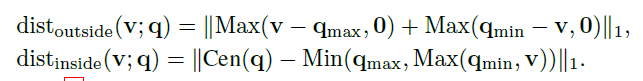 dist_outside(v; q) = ‖Max(v − q_max, 0) + Max(q_min − v, 0)‖_1,
dist_inside(v; q) = ‖Cen(q) − Min(q_max, Max(q_min, v))‖_1.